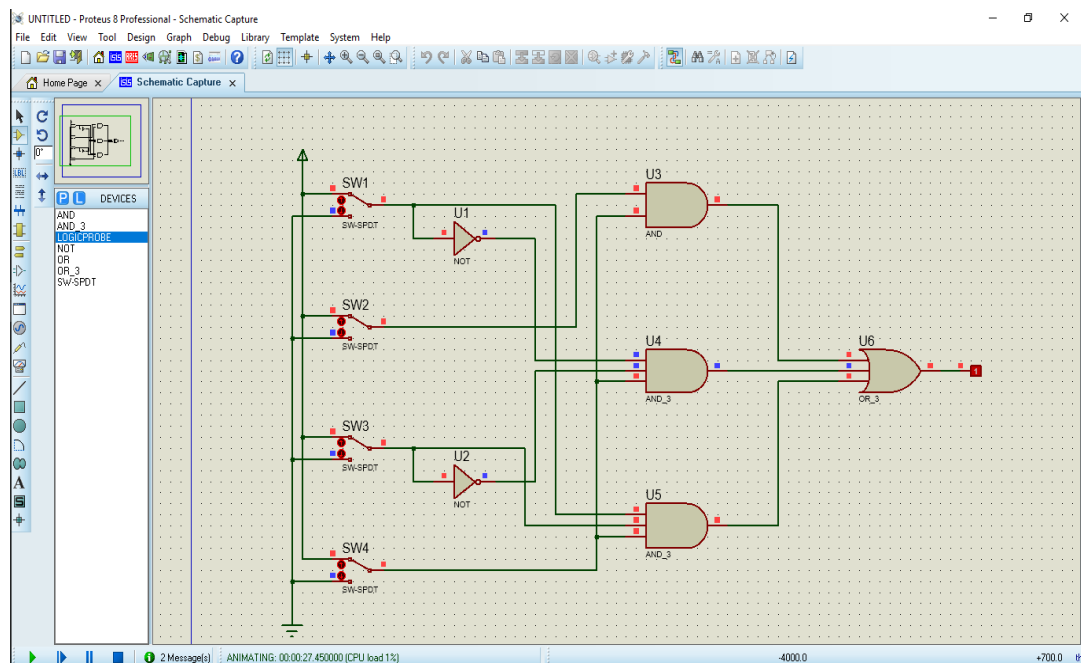 UNTITLED - Proteus 8 Professional - Schematic Capture
File Edit View Tool Design Graph Debug Library Template System Help
Home Page Schematic Capture
0°
LBL
P L DEVICES
AND
AND_3
LOGICPROBE
NOT
OR
OR_3
SW-SPDT
A
S
SW1
SW-SPDT
U1
NOT
U3
AND
SW2
SW-SPDT
U4
AND_3
U6
OR_3
1
SW3
SW-SPDT
U2
NOT
U5
AND_3
SW4
SW-SPDT
2 Message(s) ANIMATING: 00:00:27.450000 (CPU load 1%) -4000.0 +700.0 th